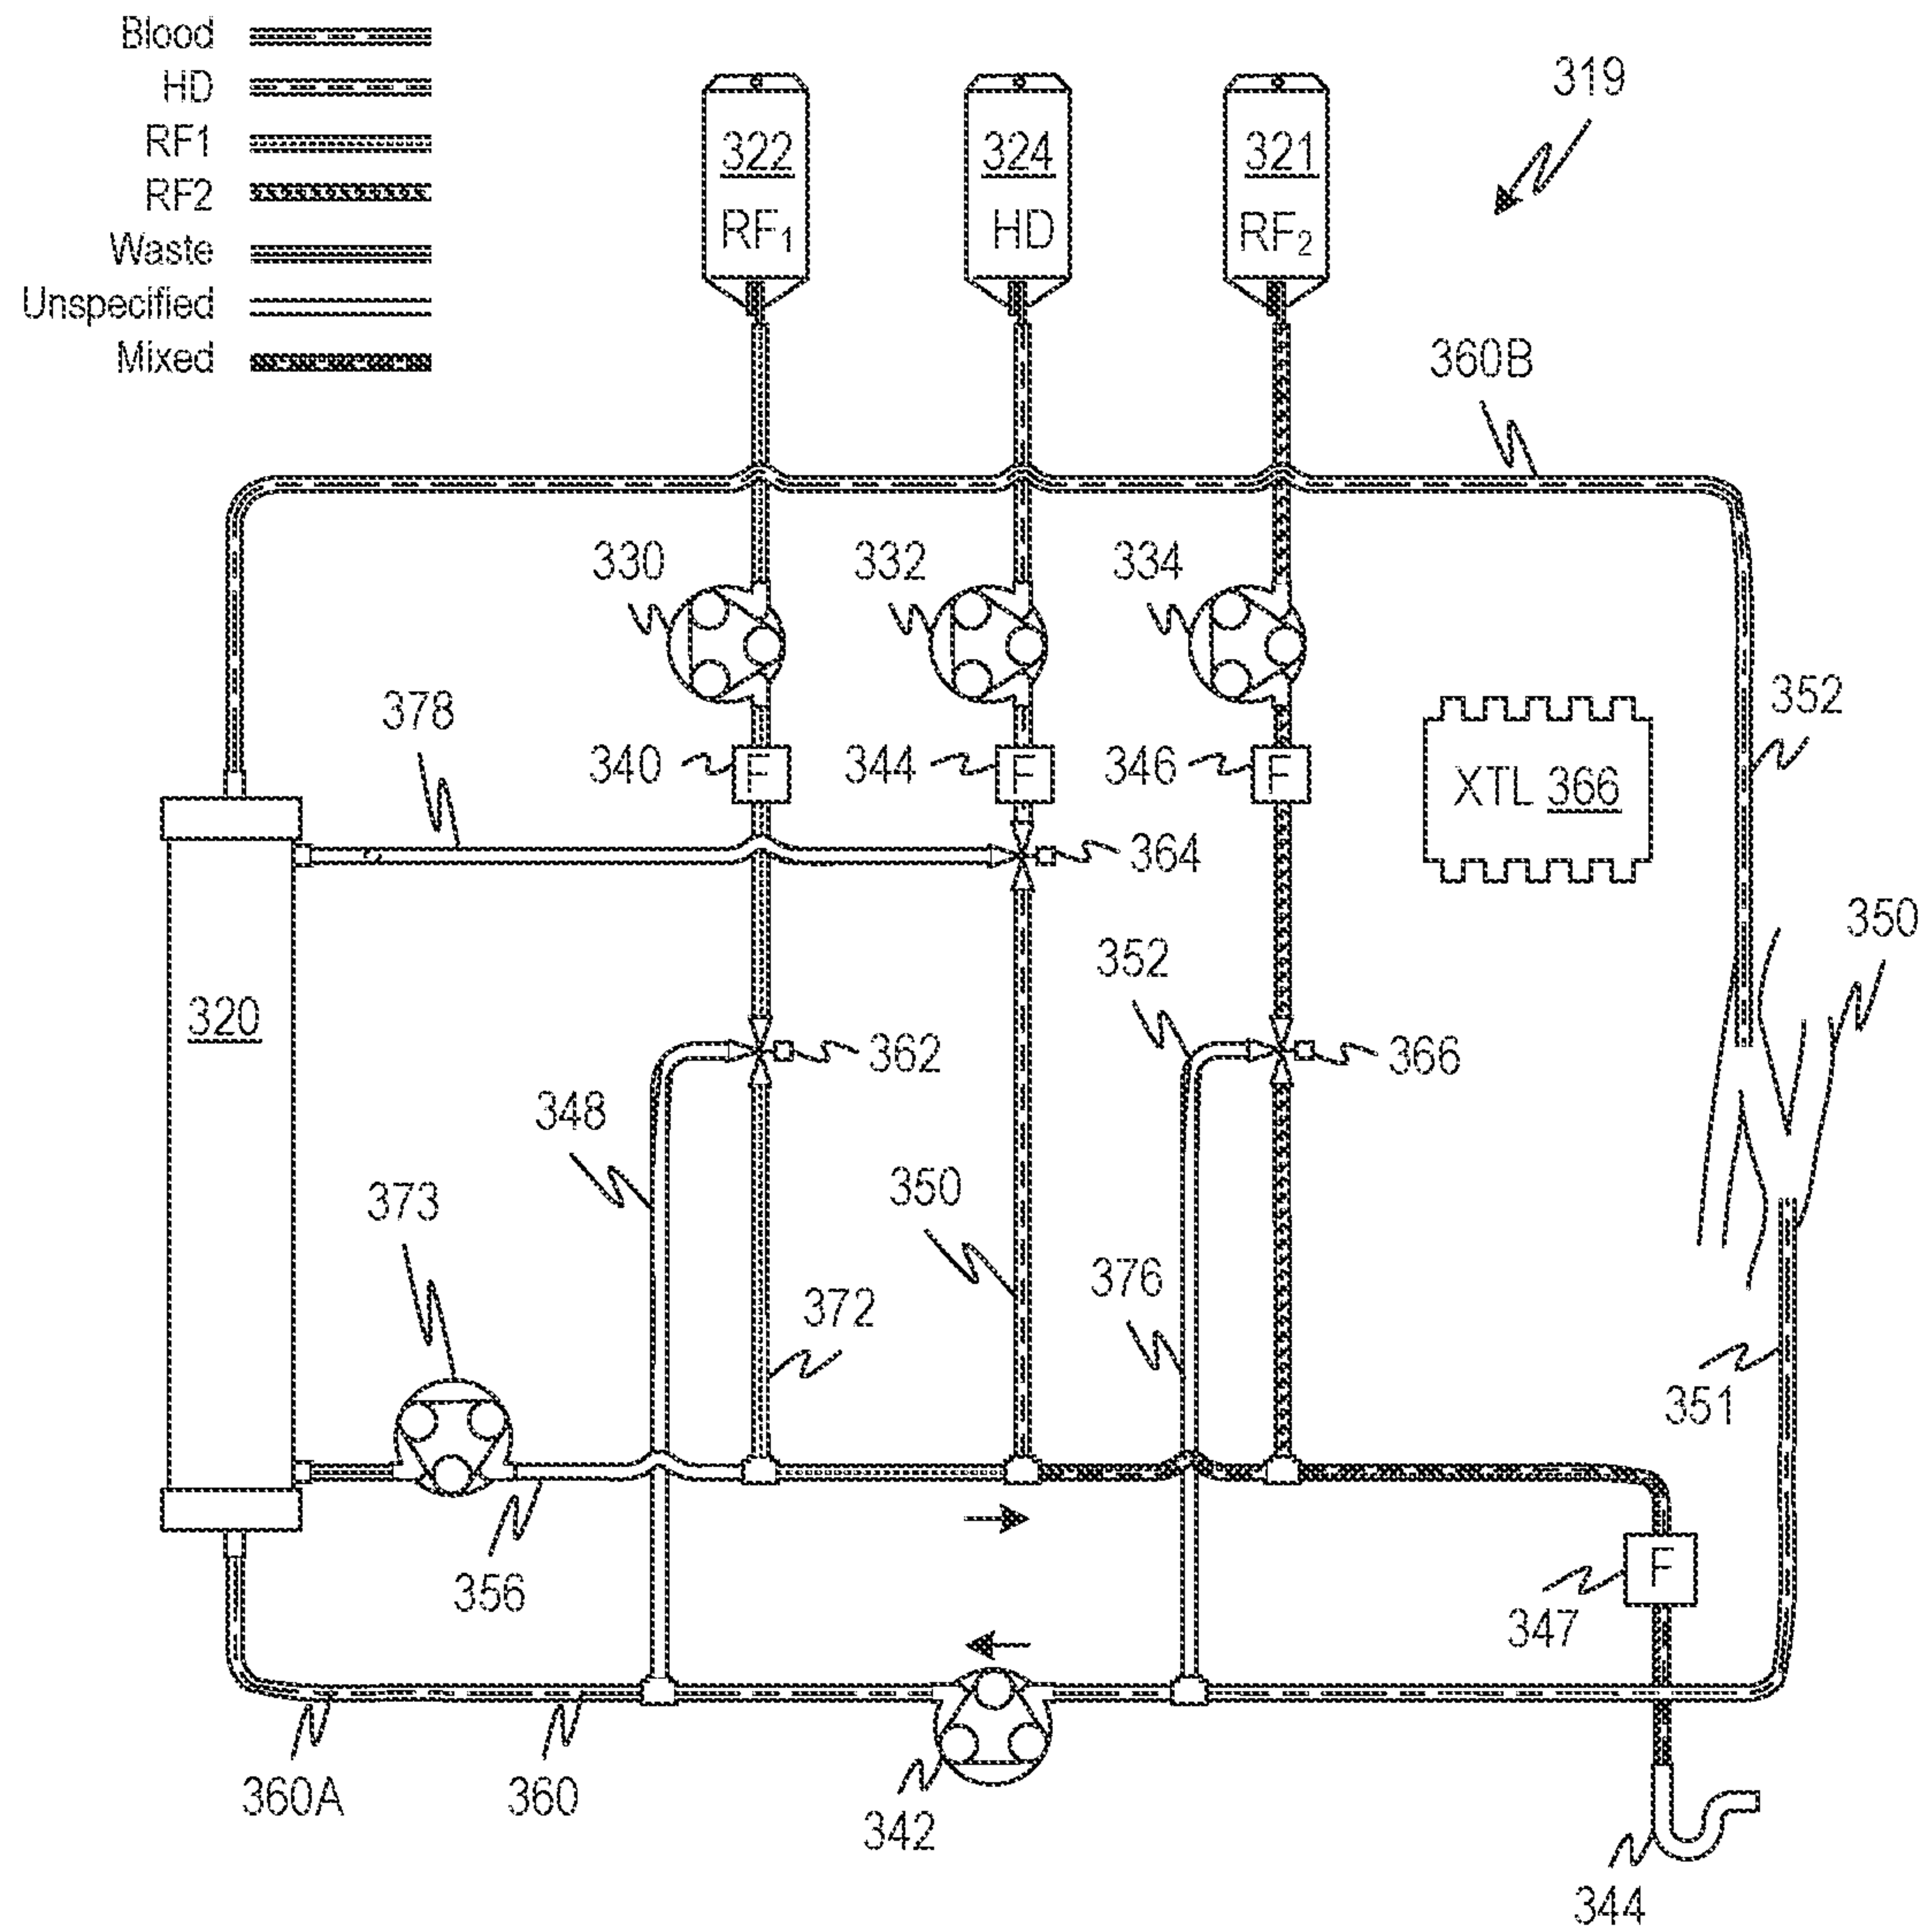 Blood
HD
RF1
RF2
Waste
Unspecified
Mixed
319
322
RF1
324
HD
321
RF2
360B
330
332
334
352
378
340
F
344
F
346
F
XTL 366
364
350
352
320
362
366
348
373
350
376
372
351
356
F
347
360A
360
342
344